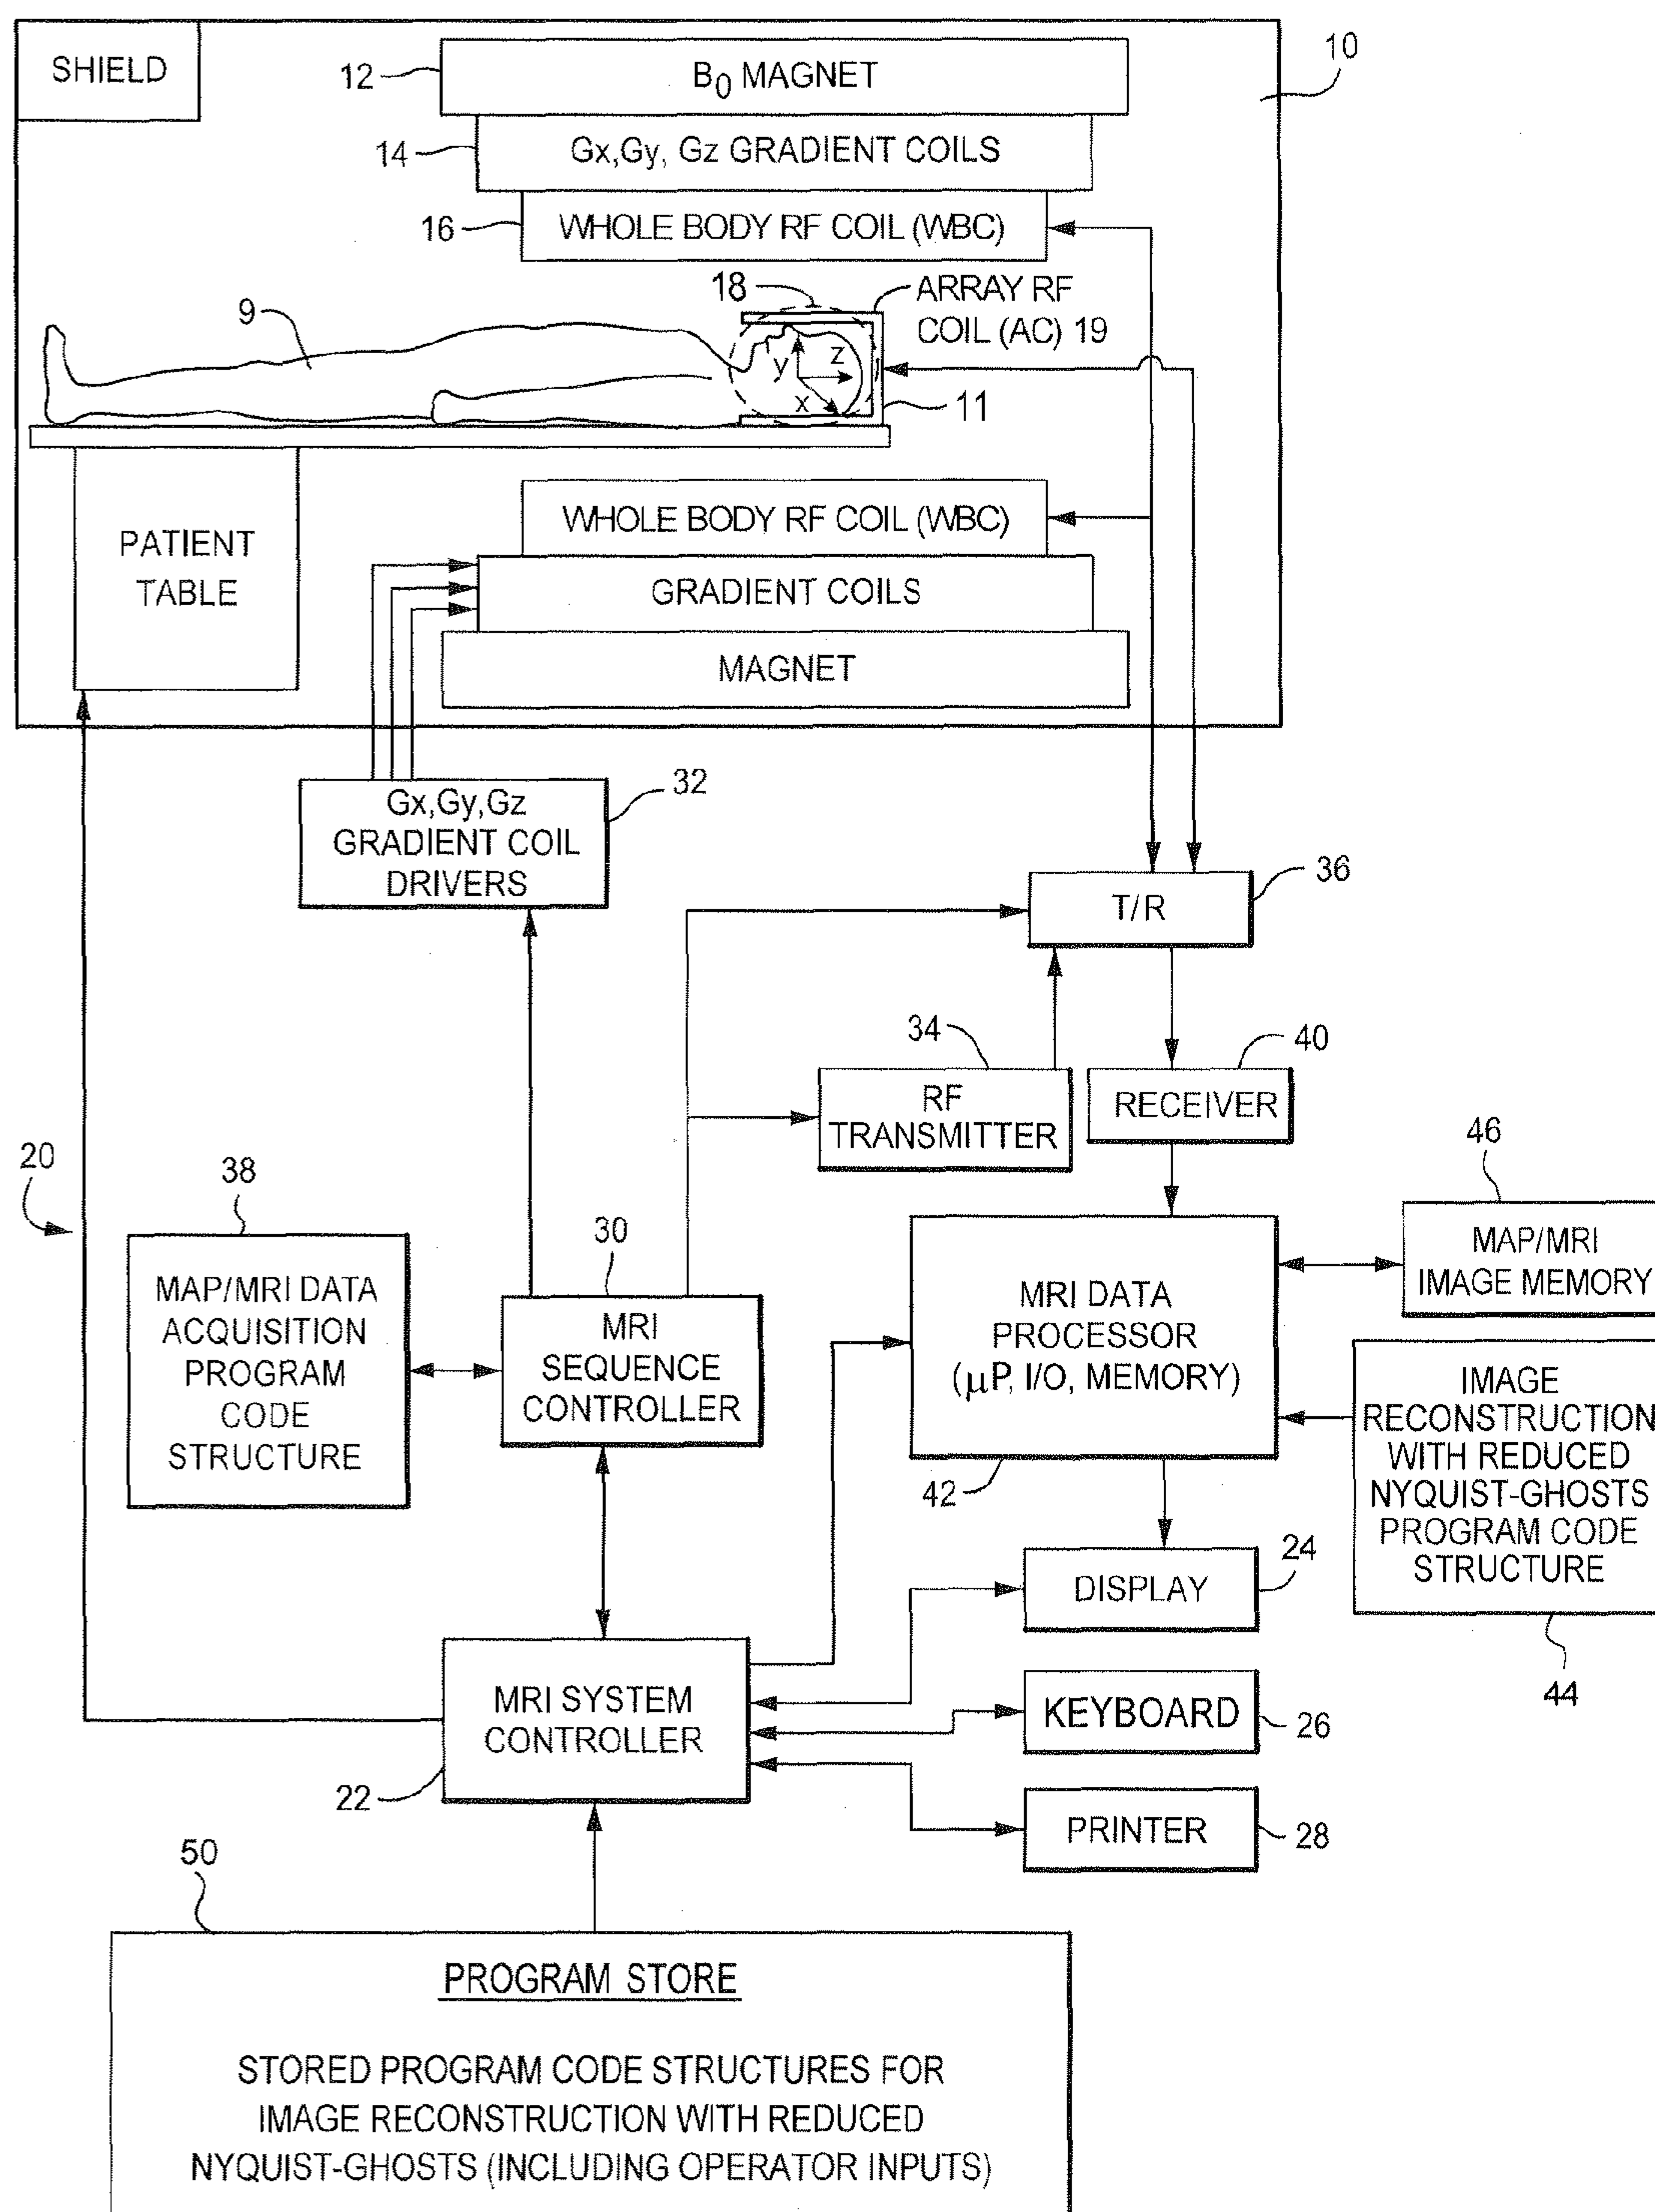 SHIELD
10
12
B0 MAGNET
14
Gx,Gy, Gz GRADIENT COILS
16
WHOLE BODY RF COIL (WBC)
18
ARRAY RF
COIL (AC) 19
9
y
z
x
11
PATIENT
TABLE
WHOLE BODY RF COIL (WBC)
GRADIENT COILS
MAGNET
Gx,Gy,Gz
GRADIENT COIL
DRIVERS
32
T/R
36
34
RF
TRANSMITTER
40
RECEIVER
20
38
MAP/MRI DATA
ACQUISITION
PROGRAM
CODE
STRUCTURE
30
MRI
SEQUENCE
CONTROLLER
MRI DATA
PROCESSOR
(μP, I/O, MEMORY)
42
46
MAP/MRI
IMAGE MEMORY
IMAGE
RECONSTRUCTION
WITH REDUCED
NYQUIST-GHOSTS
PROGRAM CODE
STRUCTURE
44
DISPLAY
24
MRI SYSTEM
CONTROLLER
22
KEYBOARD
26
PRINTER
28
50
PROGRAM STORE
STORED PROGRAM CODE STRUCTURES FOR
IMAGE RECONSTRUCTION WITH REDUCED
NYQUIST-GHOSTS (INCLUDING OPERATOR INPUTS)